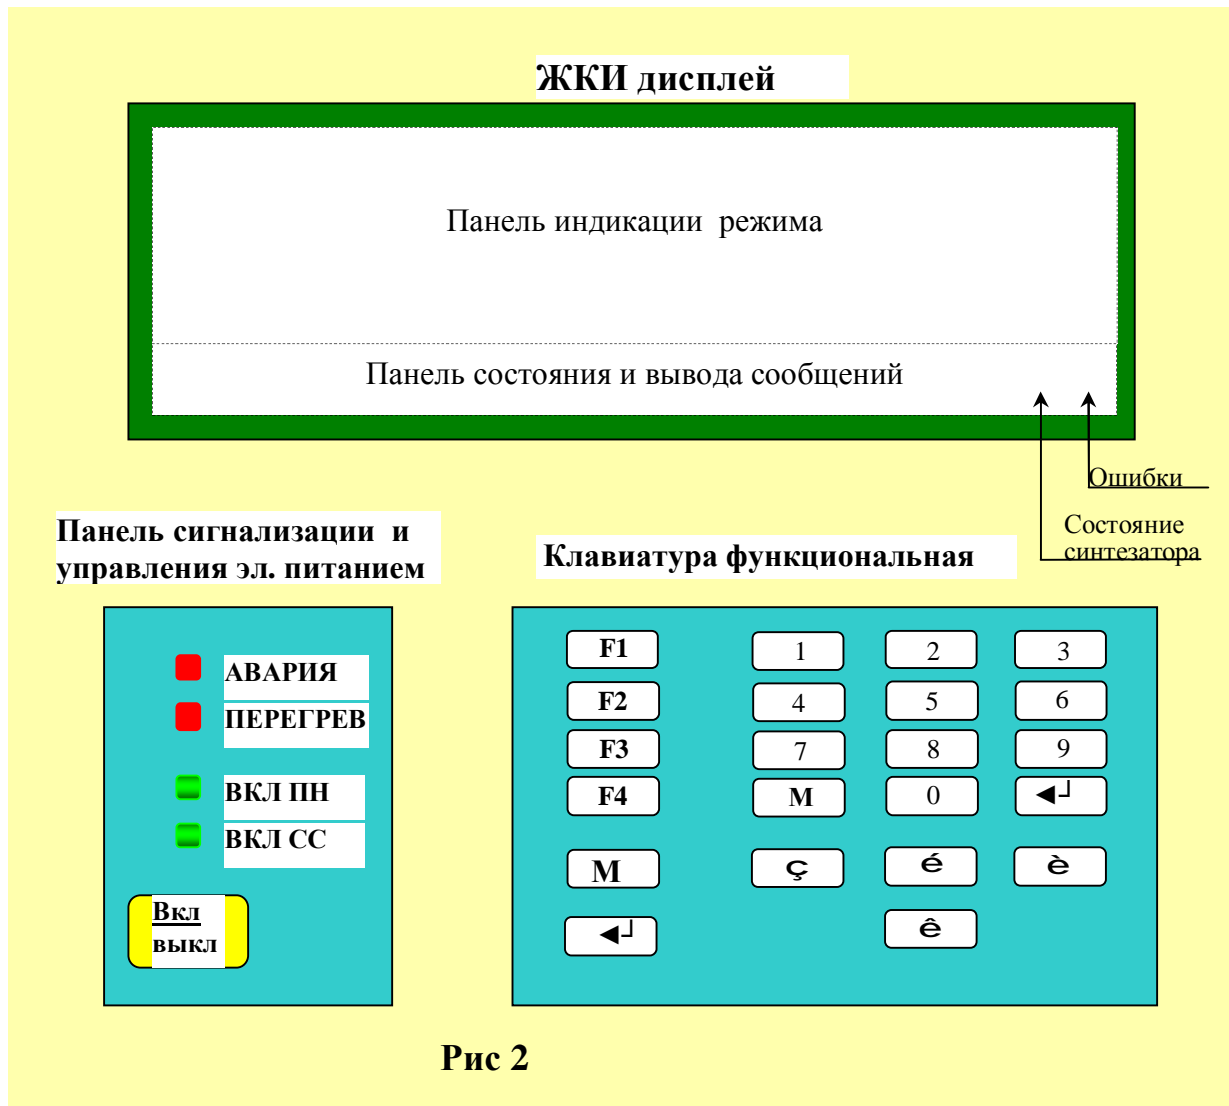 ЖКИ дисплей
Панель индикации режима
Панель состояния и вывода сообщений
Ошибки
Состояние
синтезатора
Панель сигнализации и
управления эл. питанием
Клавиатура функциональная
АВАРИЯ
ПЕРЕГРЕВ
ВКЛ ПН
ВКЛ СС
Вкл
выкл
F1 1 2 3
F2 4 5 6
F3 7 8 9
F4 М 0 ◄┘
М ç é è
◄┘ ê
Рис 2